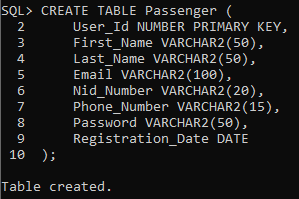 SQL> CREATE TABLE Passenger (
  2      User_Id NUMBER PRIMARY KEY,
  3      First_Name VARCHAR2(50),
  4      Last_Name VARCHAR2(50),
  5      Email VARCHAR2(100),
  6      Nid_Number VARCHAR2(20),
  7      Phone_Number VARCHAR2(15),
  8      Password VARCHAR2(50),
  9      Registration_Date DATE
 10  );
Table created.